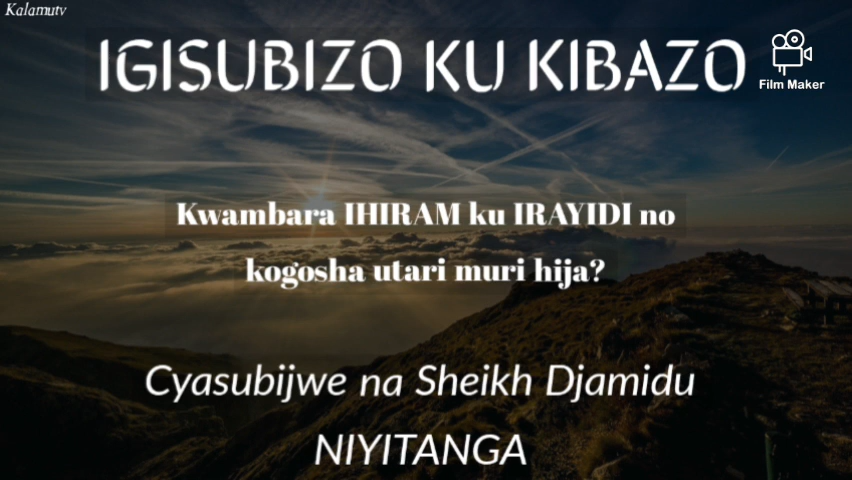 Kalamutv
IGISUBIZO KU KIBAZO
Film Maker
Kwambara IHIRAM ku IRAYIDI no
kogosha utari muri hija?
Cyasubijwe na Sheikh Djamidu
NIYITANGA